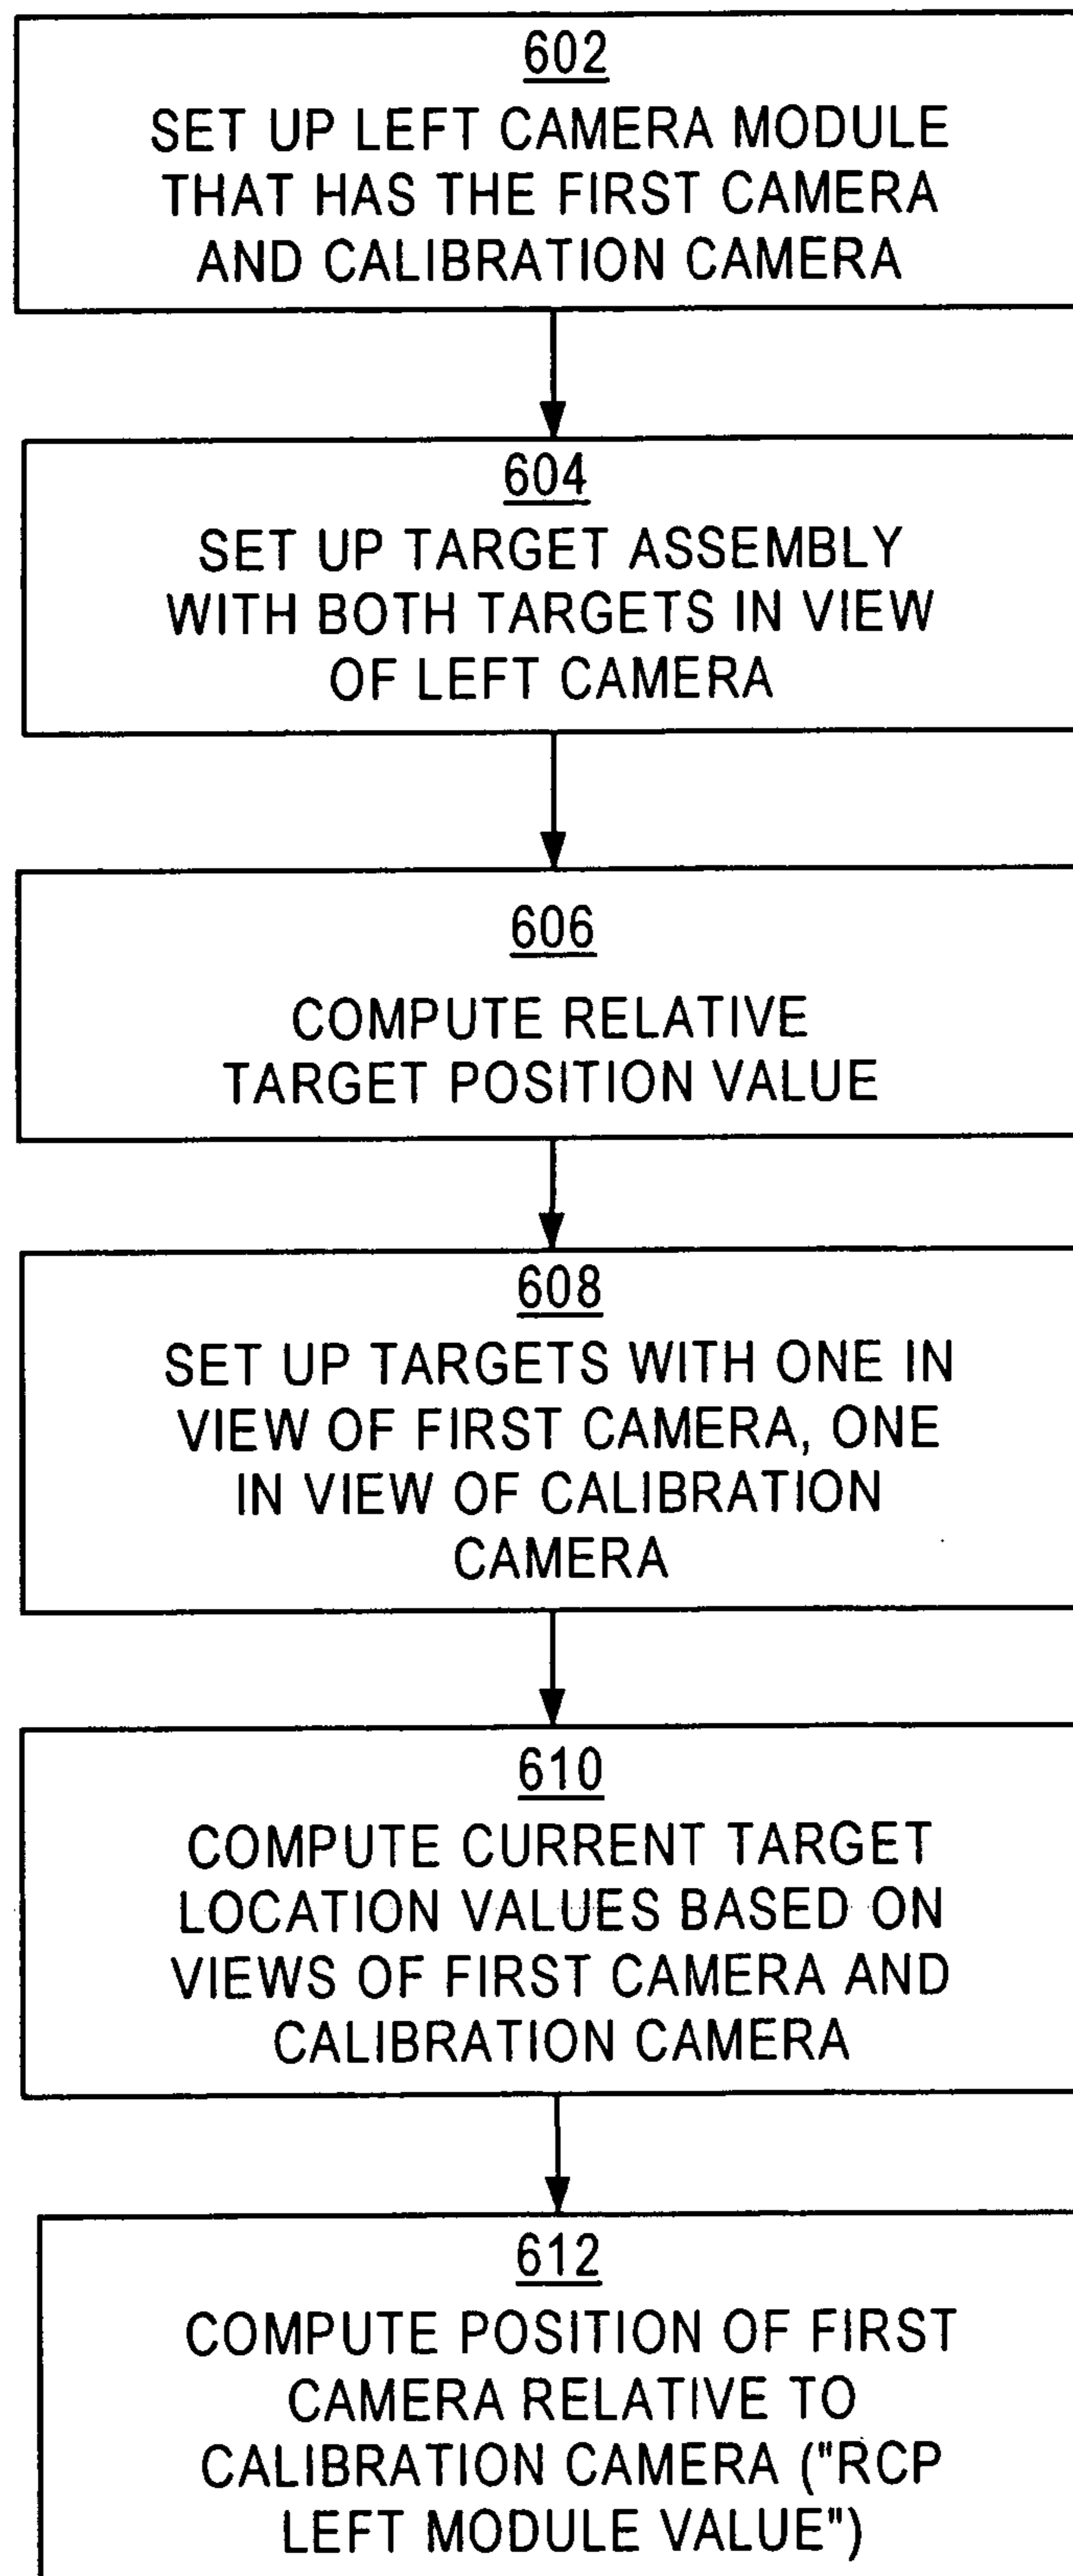 602
SET UP LEFT CAMERA MODULE
THAT HAS THE FIRST CAMERA
AND CALIBRATION CAMERA
604
SET UP TARGET ASSEMBLY
WITH BOTH TARGETS IN VIEW
OF LEFT CAMERA
606
COMPUTE RELATIVE
TARGET POSITION VALUE
608
SET UP TARGETS WITH ONE IN
VIEW OF FIRST CAMERA, ONE
IN VIEW OF CALIBRATION
CAMERA
610
COMPUTE CURRENT TARGET
LOCATION VALUES BASED ON
VIEWS OF FIRST CAMERA AND
CALIBRATION CAMERA
612
COMPUTE POSITION OF FIRST
CAMERA RELATIVE TO
CALIBRATION CAMERA ("RCP
LEFT MODULE VALUE")